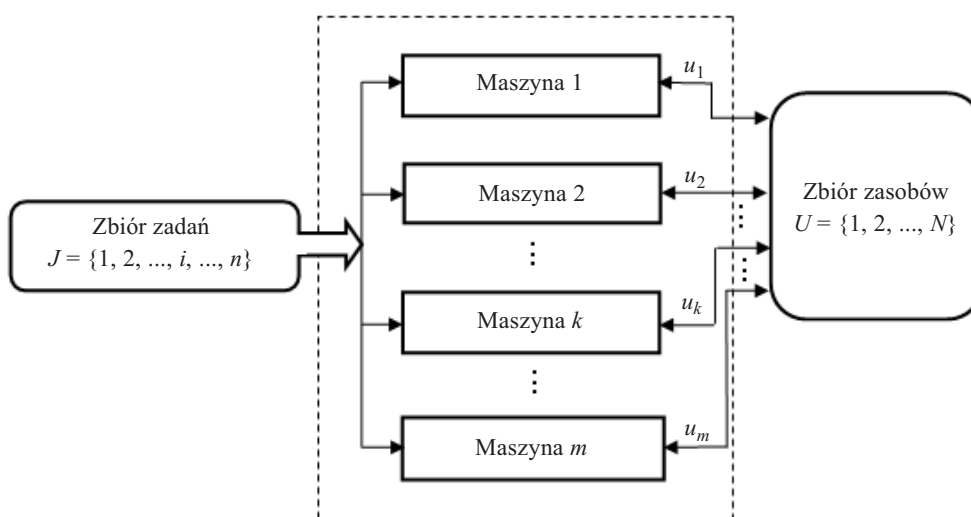 Zbiór zadań
J = {1, 2, ..., i, ..., n}
Maszyna 1
Maszyna 2
⋮
Maszyna k
⋮
Maszyna m
u₁
u₂
⋮
uₖ
⋮
uₘ
Zbiór zasobów
U = {1, 2, ..., N}